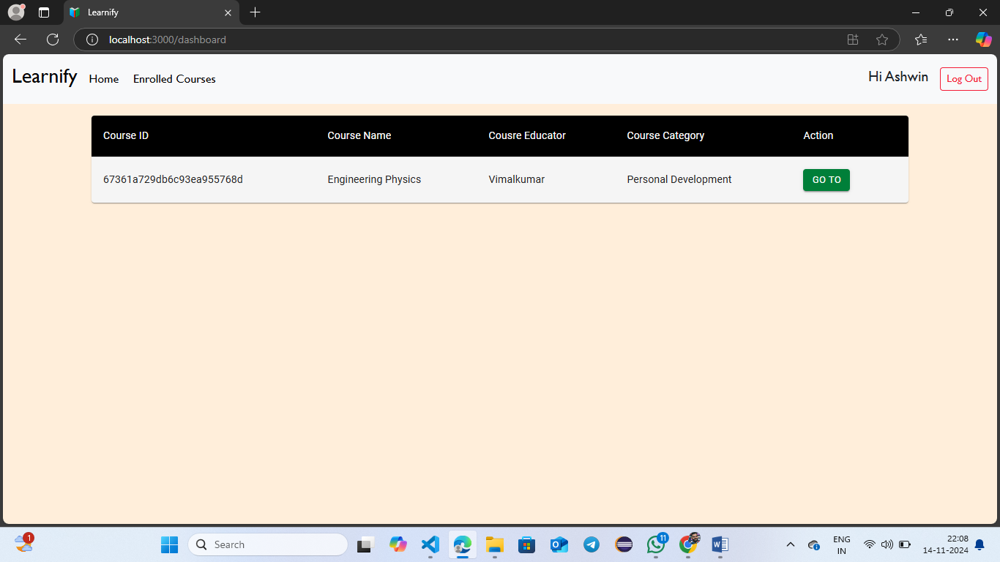 Learnify
localhost:3000/dashboard
Learnify Home Enrolled Courses Hi Ashwin Log Out
Course ID Course Name Cousre Educator Course Category Action
67361a729db6c93ea955768d Engineering Physics Vimalkumar Personal Development GO TO
1 Search 11 ENG 22:08
IN 14-11-2024